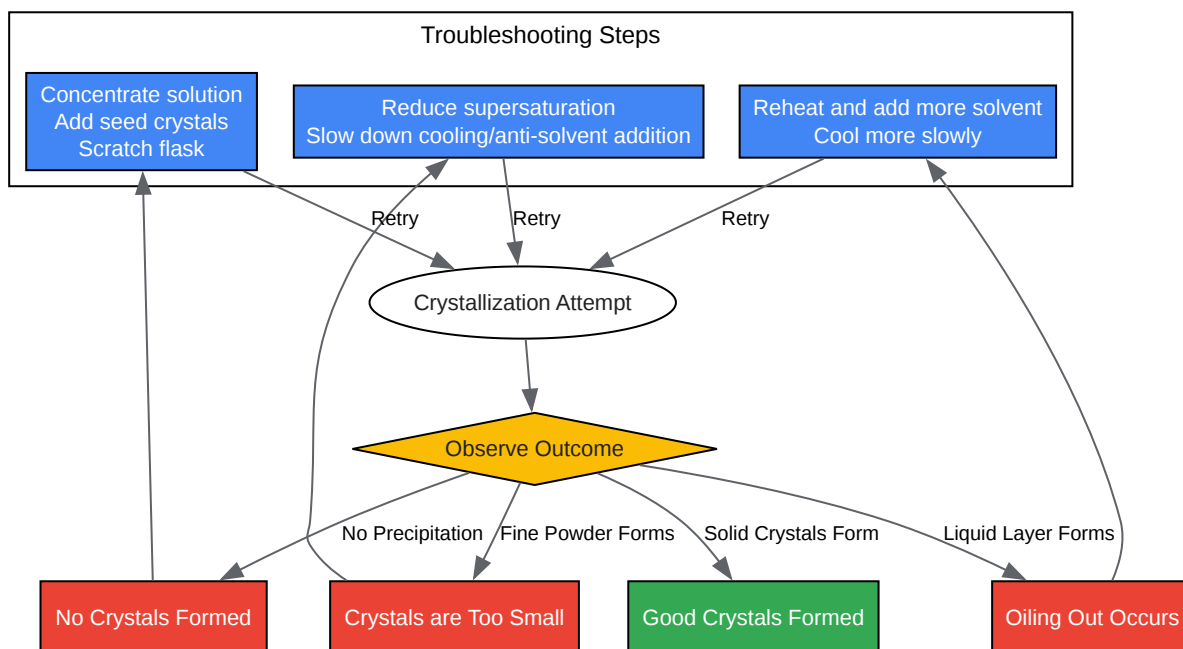 Troubleshooting Steps
Concentrate solution
Add seed crystals
Scratch flask
Reduce supersaturation
Slow down cooling/anti-solvent addition
Reheat and add more solvent
Cool more slowly
Retry
Retry
Retry
Crystallization Attempt
Observe Outcome
No Precipitation
Fine Powder Forms
Solid Crystals Form
Liquid Layer Forms
No Crystals Formed
Crystals are Too Small
Good Crystals Formed
Oiling Out Occurs